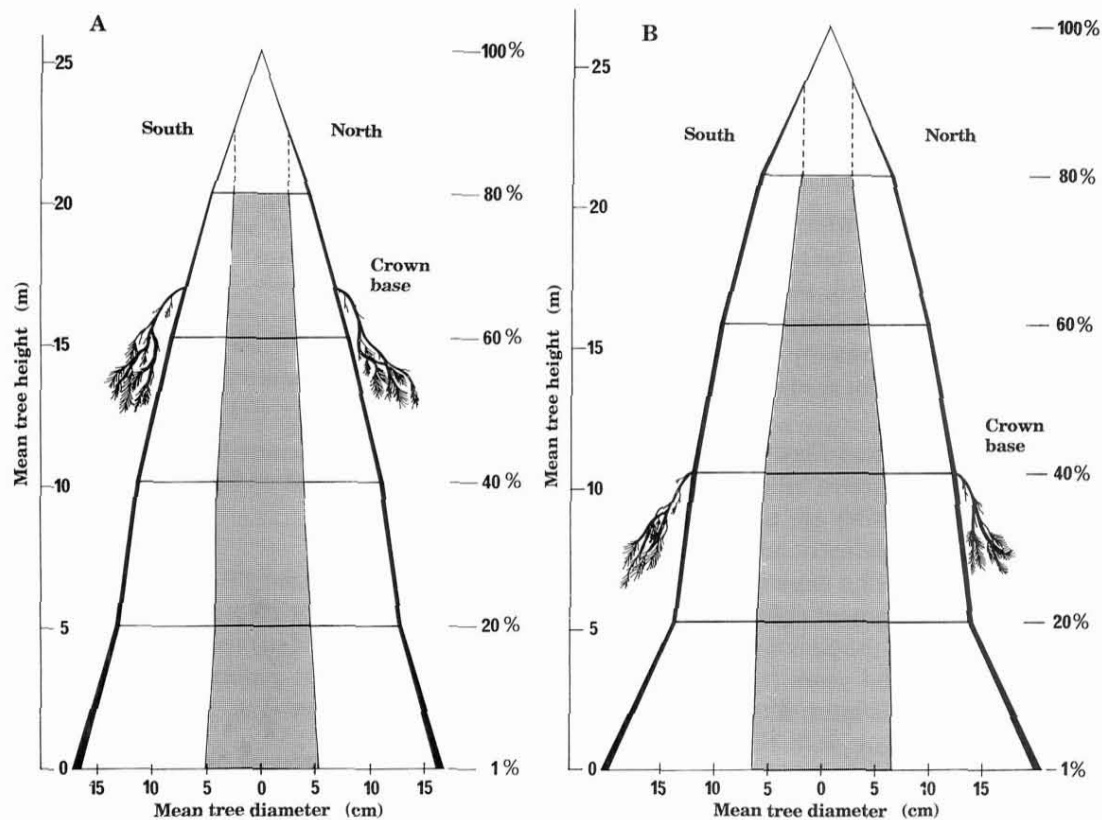 A
25
20
15
10
5
0
Mean tree height (m)
South
North
Crown
base
100%
80%
60%
40%
20%
1%
15 10 5 0 5 10 15
Mean tree diameter (cm)
B
25
20
15
10
5
0
Mean tree height (m)
South
North
Crown
base
100%
80%
60%
40%
20%
1%
15 10 5 0 5 10 15
Mean tree diameter (cm)